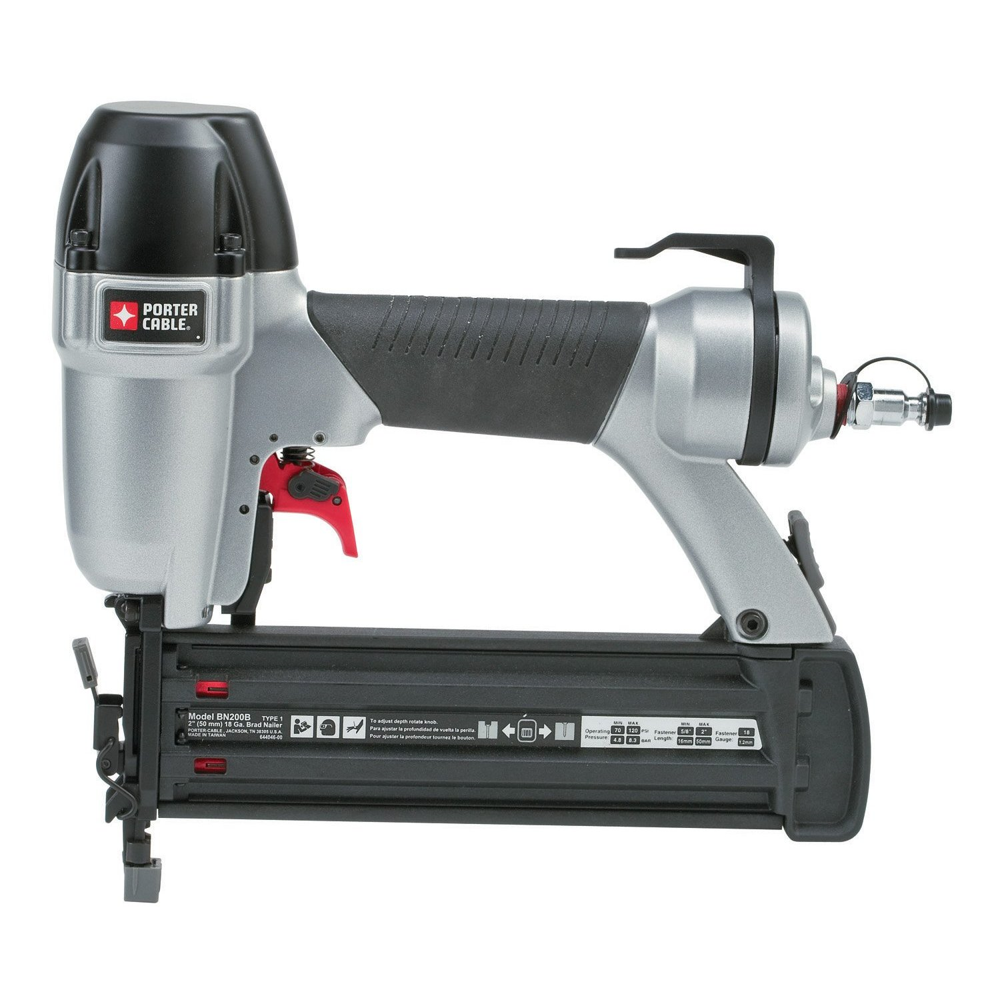 PORTER
CABLE®
Model BN200B TYPE 1
2" (50 mm) 18 Ga. Brad Nailer
PORTER-CABLE, JACKSON, TN 38305 U.S.A.
MADE IN TAIWAN 644046-00
To adjust depth rotate knob.
Para ajustar la profundidad de vuelta la perilla.
Pour ajuster la profondeur tournez le bouton.
MIN MAX
Operating 70 120 PSI
Pressure: 4.8 8.3 BAR
MIN MAX
Fastener 5/8" 2"
Length: 16mm 50mm
Fastener 18
Gauge: 1.2mm